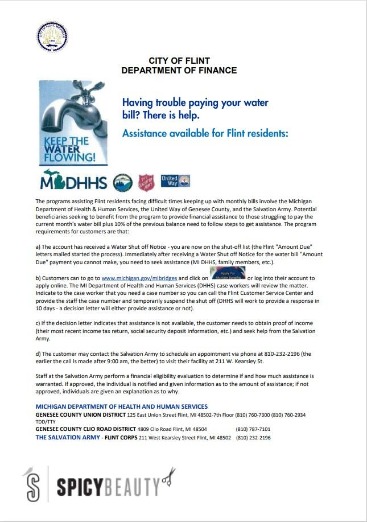 CITY OF FLINT
DEPARTMENT OF FINANCE
Having trouble paying your water
bill? There is help.
Assistance available for Flint residents:
KEEP THE
WATER
FLOWING!
MDHHS
United
Way
The programs assisting Flint residents facing difficult times keeping up with monthly bills involve the Michigan
Department of Health & Human Services, the United Way of Genesee County, and the Salvation Army. Potential
beneficiaries seeking to benefit from the program to provide financial assistance to those struggling to pay the
current month's water bill plus 10% of the previous balance need to follow steps to get assistance. The program
requirements for customers are that:
a) The account has received a Water Shut off Notice - you are now on the shut-off list (the Flint "Amount Due"
letters mailed started the process). Immediately after receiving a Water Shut off Notice for the water bill "Amount
Due" payment you cannot make, you need to seek assistance (MI DHHS, family members, etc.).
b) Customers can to go to www.michigan.gov/mibridges and click on or log into their account to
apply online. The MI Department of Health and Human Services (DHHS) case workers will review the matter.
Indicate to the case worker that you need a case number so you can call the Flint Customer Service Center and
provide the staff the case number and temporarily suspend the shut off (DHHS will work to provide a response in
10 days - a decision letter will either provide assistance or not).
c) If the decision letter indicates that assistance is not available, the customer needs to obtain proof of income
(their most recent income tax return, social security deposit information, etc.) and seek help from the Salvation
Army.
d) The customer may contact the Salvation Army to schedule an appointment via phone at 810-232-2196 (the
earlier the call is made after 9:00 am, the better) to visit their facility at 211 W. Kearsley St.
Staff at the Salvation Army perform a financial eligibility evaluation to determine if and how much assistance is
warranted. If approved, the individual is notified and given information as to the amount of assistance; if not
approved, individuals are given an explanation as to why.
MICHIGAN DEPARTMENT OF HEALTH AND HUMAN SERVICES
GENESEE COUNTY UNION DISTRICT 125 East Union Street Flint, MI 48502-7th Floor (810) 760-7300 (810) 760-2934
TDD/TTY
GENESEE COUNTY CLIO ROAD DISTRICT 4809 Clio Road Flint, MI 48504 (810) 787-7101
THE SALVATION ARMY - FLINT CORPS 211 West Kearsley Street Flint, MI 48502 (810) 232-2196
S SPICYBEAUTY